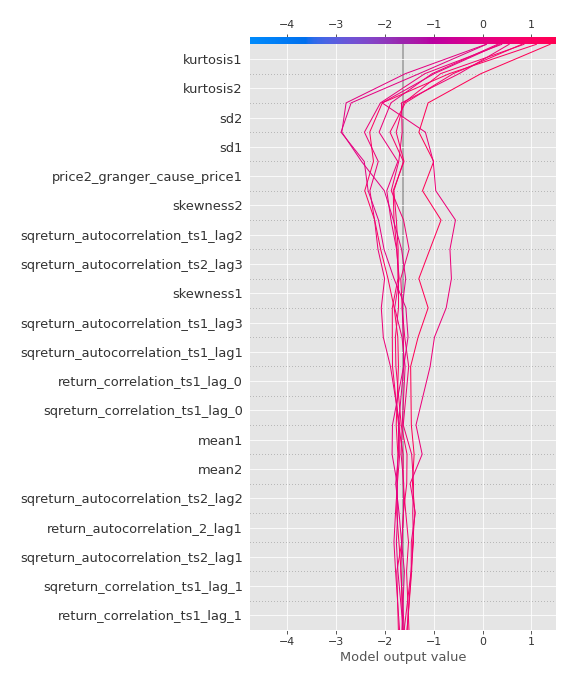 −4 −3 −2 −1 0 1
kurtosis1
kurtosis2
sd2
sd1
price2_granger_cause_price1
skewness2
sqreturn_autocorrelation_ts1_lag2
sqreturn_autocorrelation_ts2_lag3
skewness1
sqreturn_autocorrelation_ts1_lag3
sqreturn_autocorrelation_ts1_lag1
return_correlation_ts1_lag_0
sqreturn_correlation_ts1_lag_0
mean1
mean2
sqreturn_autocorrelation_ts2_lag2
return_autocorrelation_2_lag1
sqreturn_autocorrelation_ts2_lag1
sqreturn_correlation_ts1_lag_1
return_correlation_ts1_lag_1
−4 −3 −2 −1 0 1
Model output value